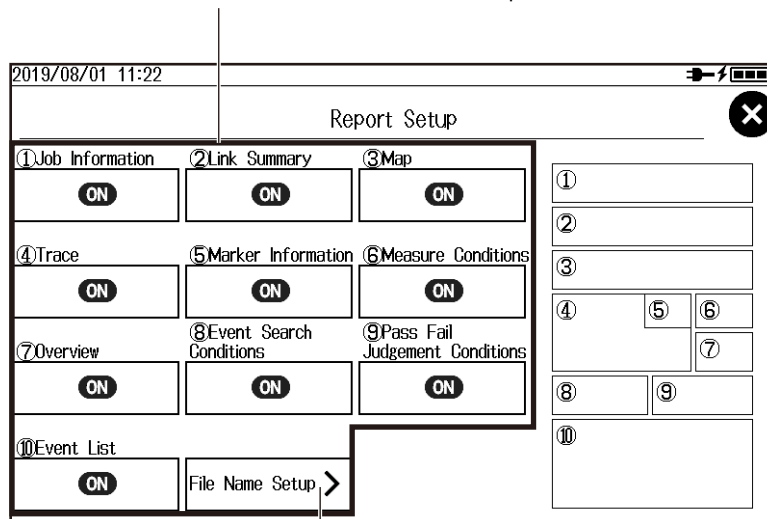 2019/08/01 11:22
Report Setup
①Job Information ②Link Summary ③Map
ON ON ON
④Trace ⑤Marker Information ⑥Measure Conditions
ON ON ON
⑦Overview ⑧Event Search Conditions ⑨Pass Fail Judgement Conditions
ON ON ON
⑩Event List
ON File Name Setup
①
②
③
④ ⑤ ⑥
⑦
⑧ ⑨
⑩